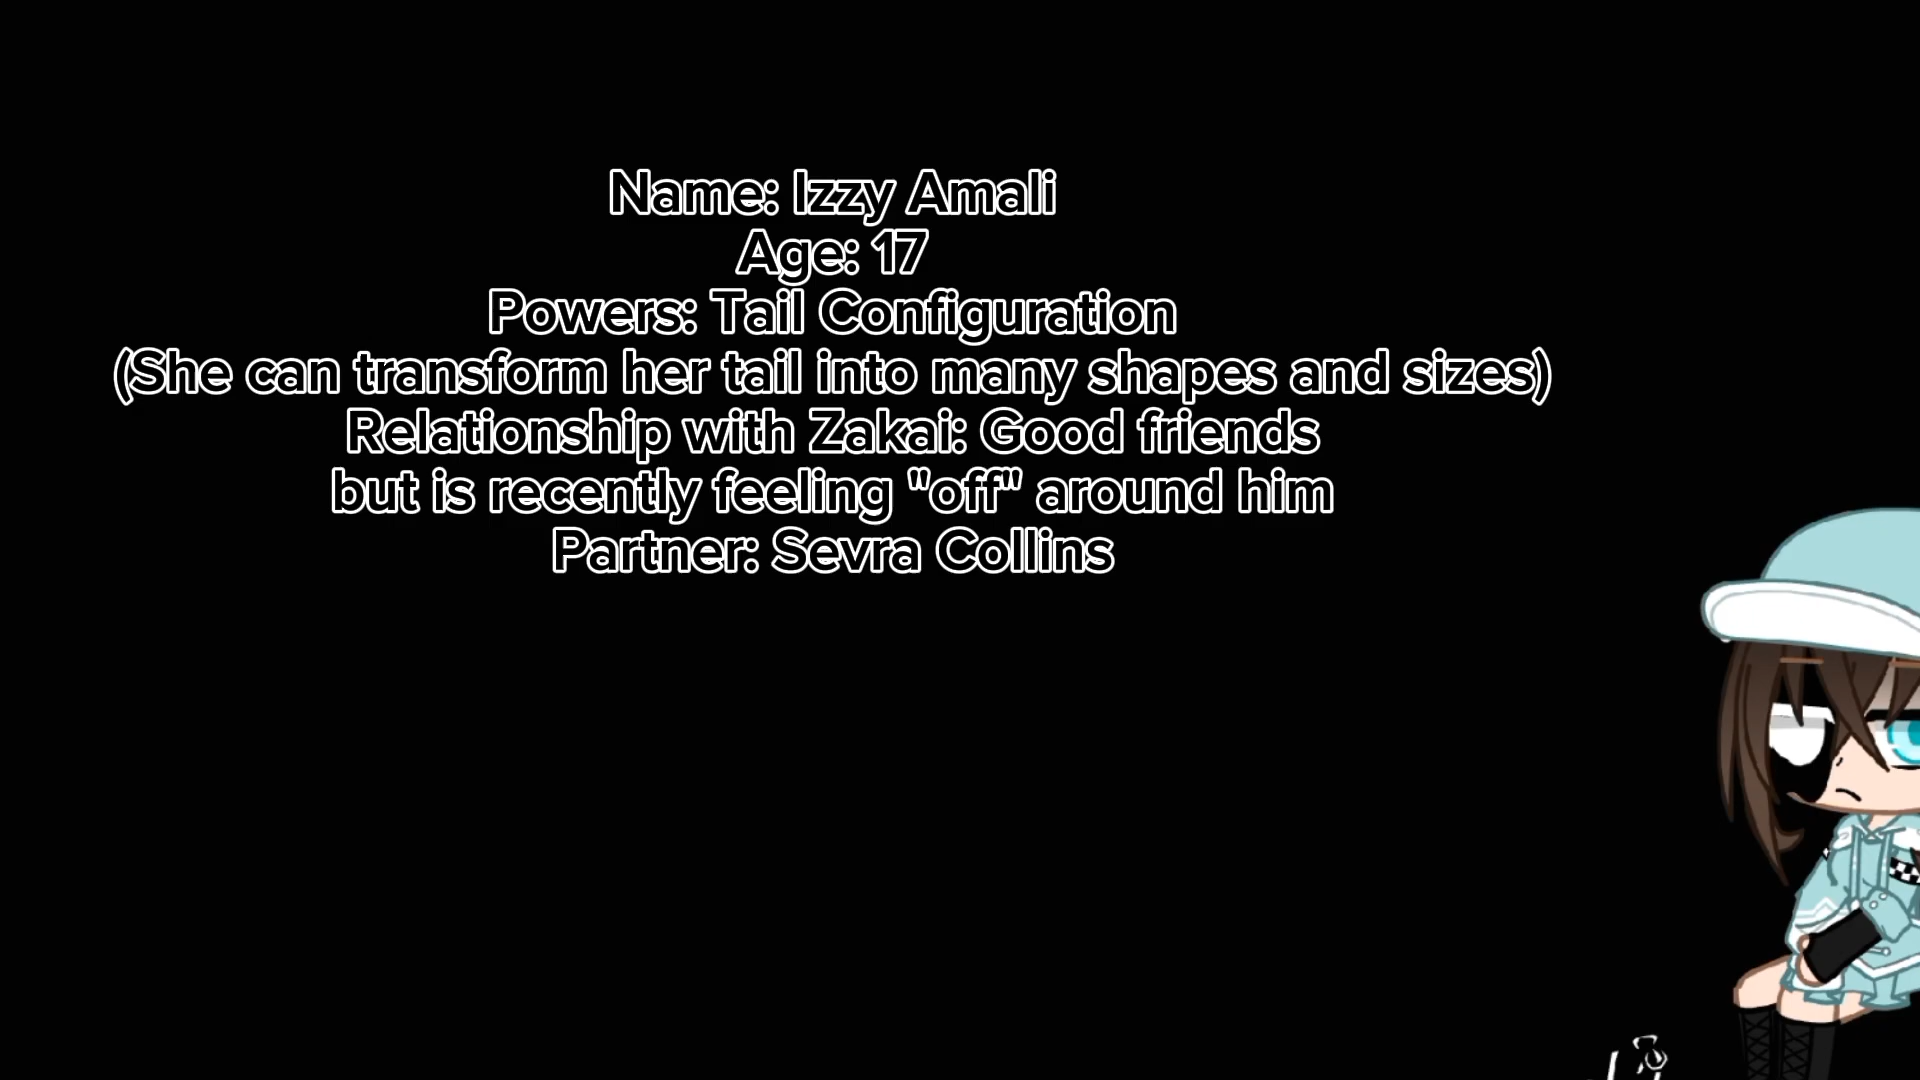 Name: Izzy Amali
Age: 17
Powers: Tail Configuration
(She can transform her tail into many shapes and sizes)
Relationship with Zakai: Good friends
but is recently feeling "off" around him
Partner: Sevra Collins